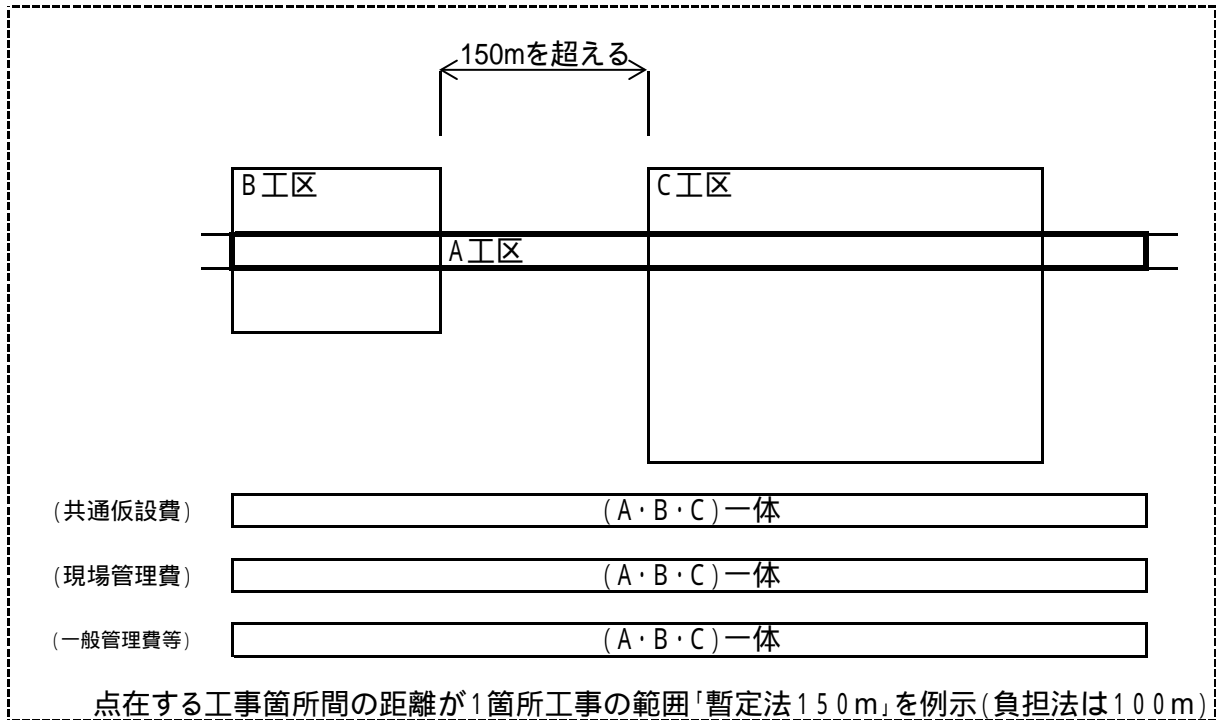 150mを超える
B工区
C工区
A工区
(共通仮設費)
(A・B・C)一体
(現場管理費)
(A・B・C)一体
(一般管理費等)
(A・B・C)一体
点在する工事箇所間の距離が1箇所工事の範囲「暫定法150m」を例示(負担法は100m)